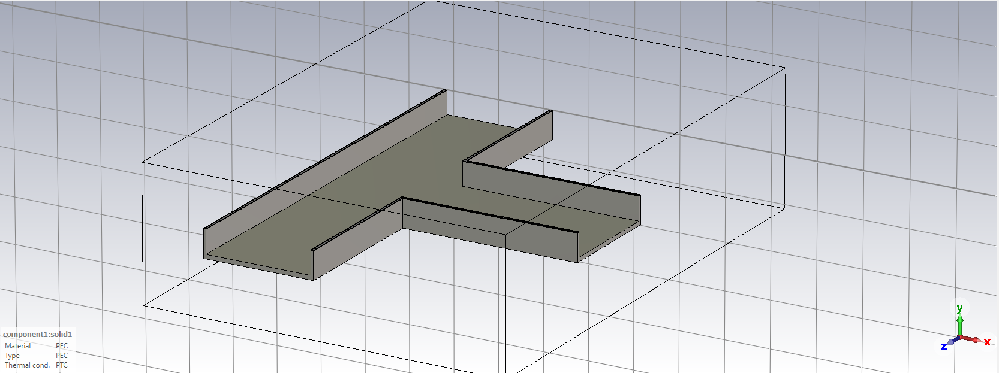 y
x
z
component1:solid1
Material PEC
Type PEC
Thermal cond. PTC